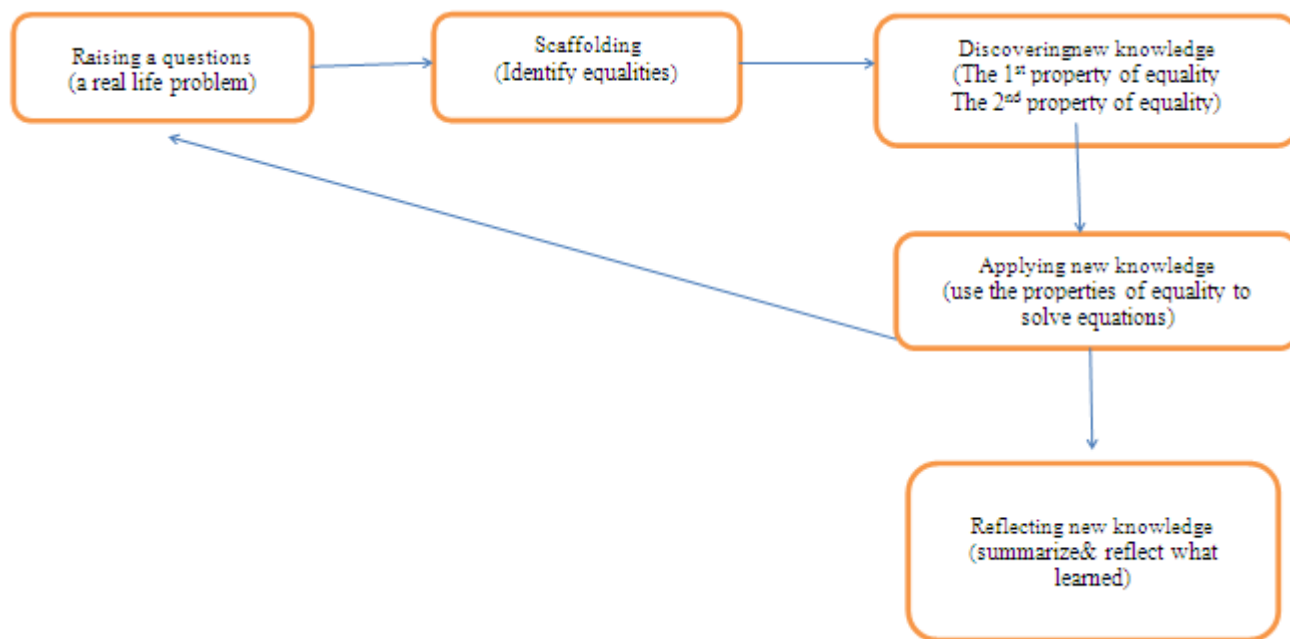 Raising a questions
(a real life problem)
Scaffolding
(Identify equalities)
Discoveringnew knowledge
(The 1st property of equality
The 2nd property of equality)
Applying new knowledge
(use the properties of equality to
solve equations)
Reflecting new knowledge
(summarize& reflect what
learned)